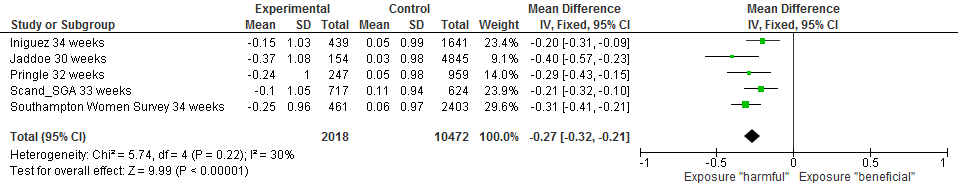 Experimental Control Mean Difference Mean Difference
Study or Subgroup Mean SD Total Mean SD Total Weight IV, Fixed, 95% CI IV, Fixed, 95% CI
Iniguez 34 weeks -0.15 1.03 439 0.05 0.99 1641 23.4% -0.20 [-0.31, -0.09]
Jaddoe 30 weeks -0.37 1.08 154 0.03 0.98 4845 9.1% -0.40 [-0.57, -0.23]
Pringle 32 weeks -0.24 1 247 0.05 0.98 959 14.0% -0.29 [-0.43, -0.15]
Scand_SGA 33 weeks -0.1 1.05 717 0.11 0.94 624 23.9% -0.21 [-0.32, -0.10]
Southampton Women Survey 34 weeks -0.25 0.96 461 0.06 0.97 2403 29.6% -0.31 [-0.41, -0.21]
Total (95% CI) 2018 10472 100.0% -0.27 [-0.32, -0.21]
Heterogeneity: Chi² = 5.74, df = 4 (P = 0.22); I² = 30%
Test for overall effect: Z = 9.99 (P < 0.00001)
-1 -0.5 0 0.5 1
Exposure "harmful" Exposure "beneficial"